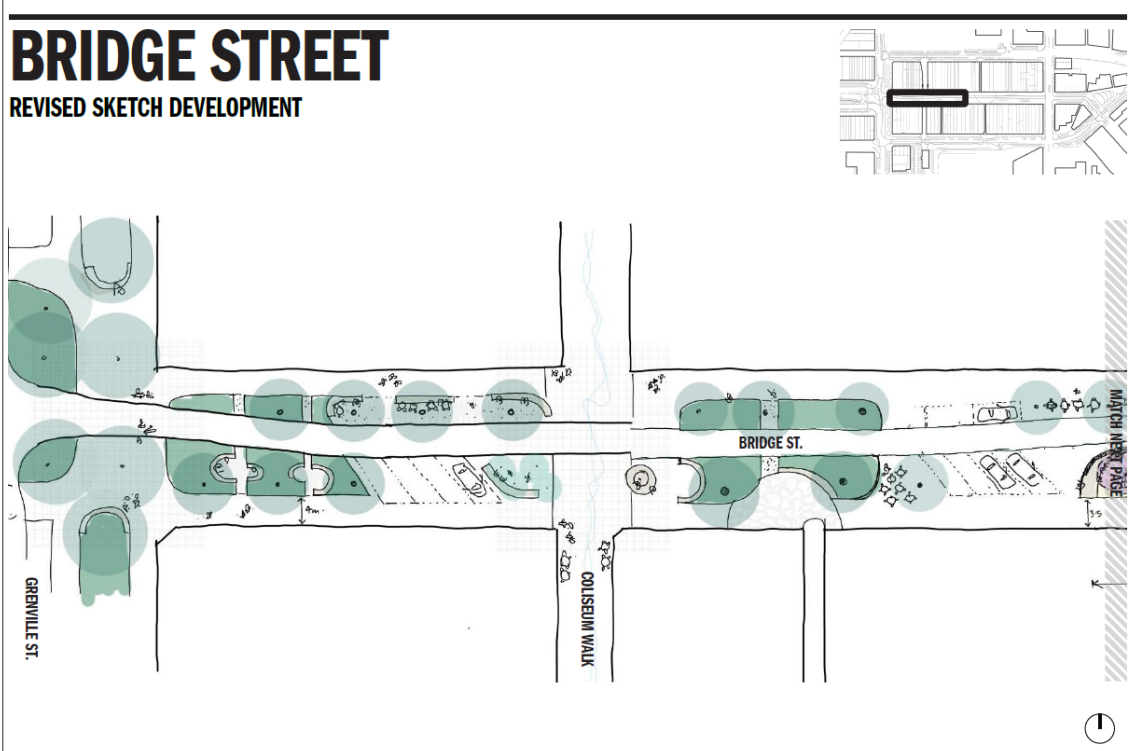 BRIDGE STREET
REVISED SKETCH DEVELOPMENT
MATCH NEXT PAGE
BRIDGE ST.
4m.
3.5
GRENVILLE ST.
COLISEUM WALK